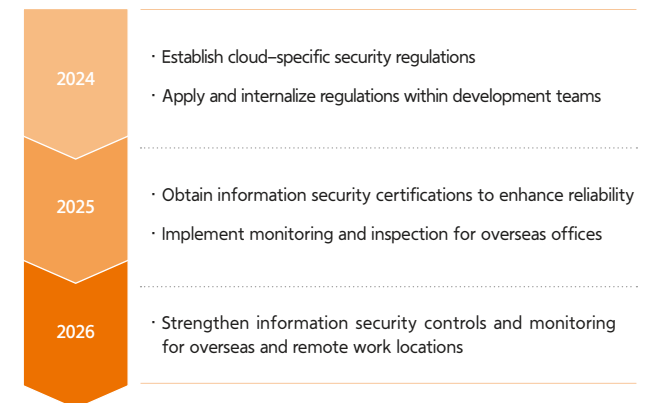 2024
· Establish cloud–specific security regulations
· Apply and internalize regulations within development teams
2025
· Obtain information security certifications to enhance reliability
· Implement monitoring and inspection for overseas offices
2026
· Strengthen information security controls and monitoring
for overseas and remote work locations